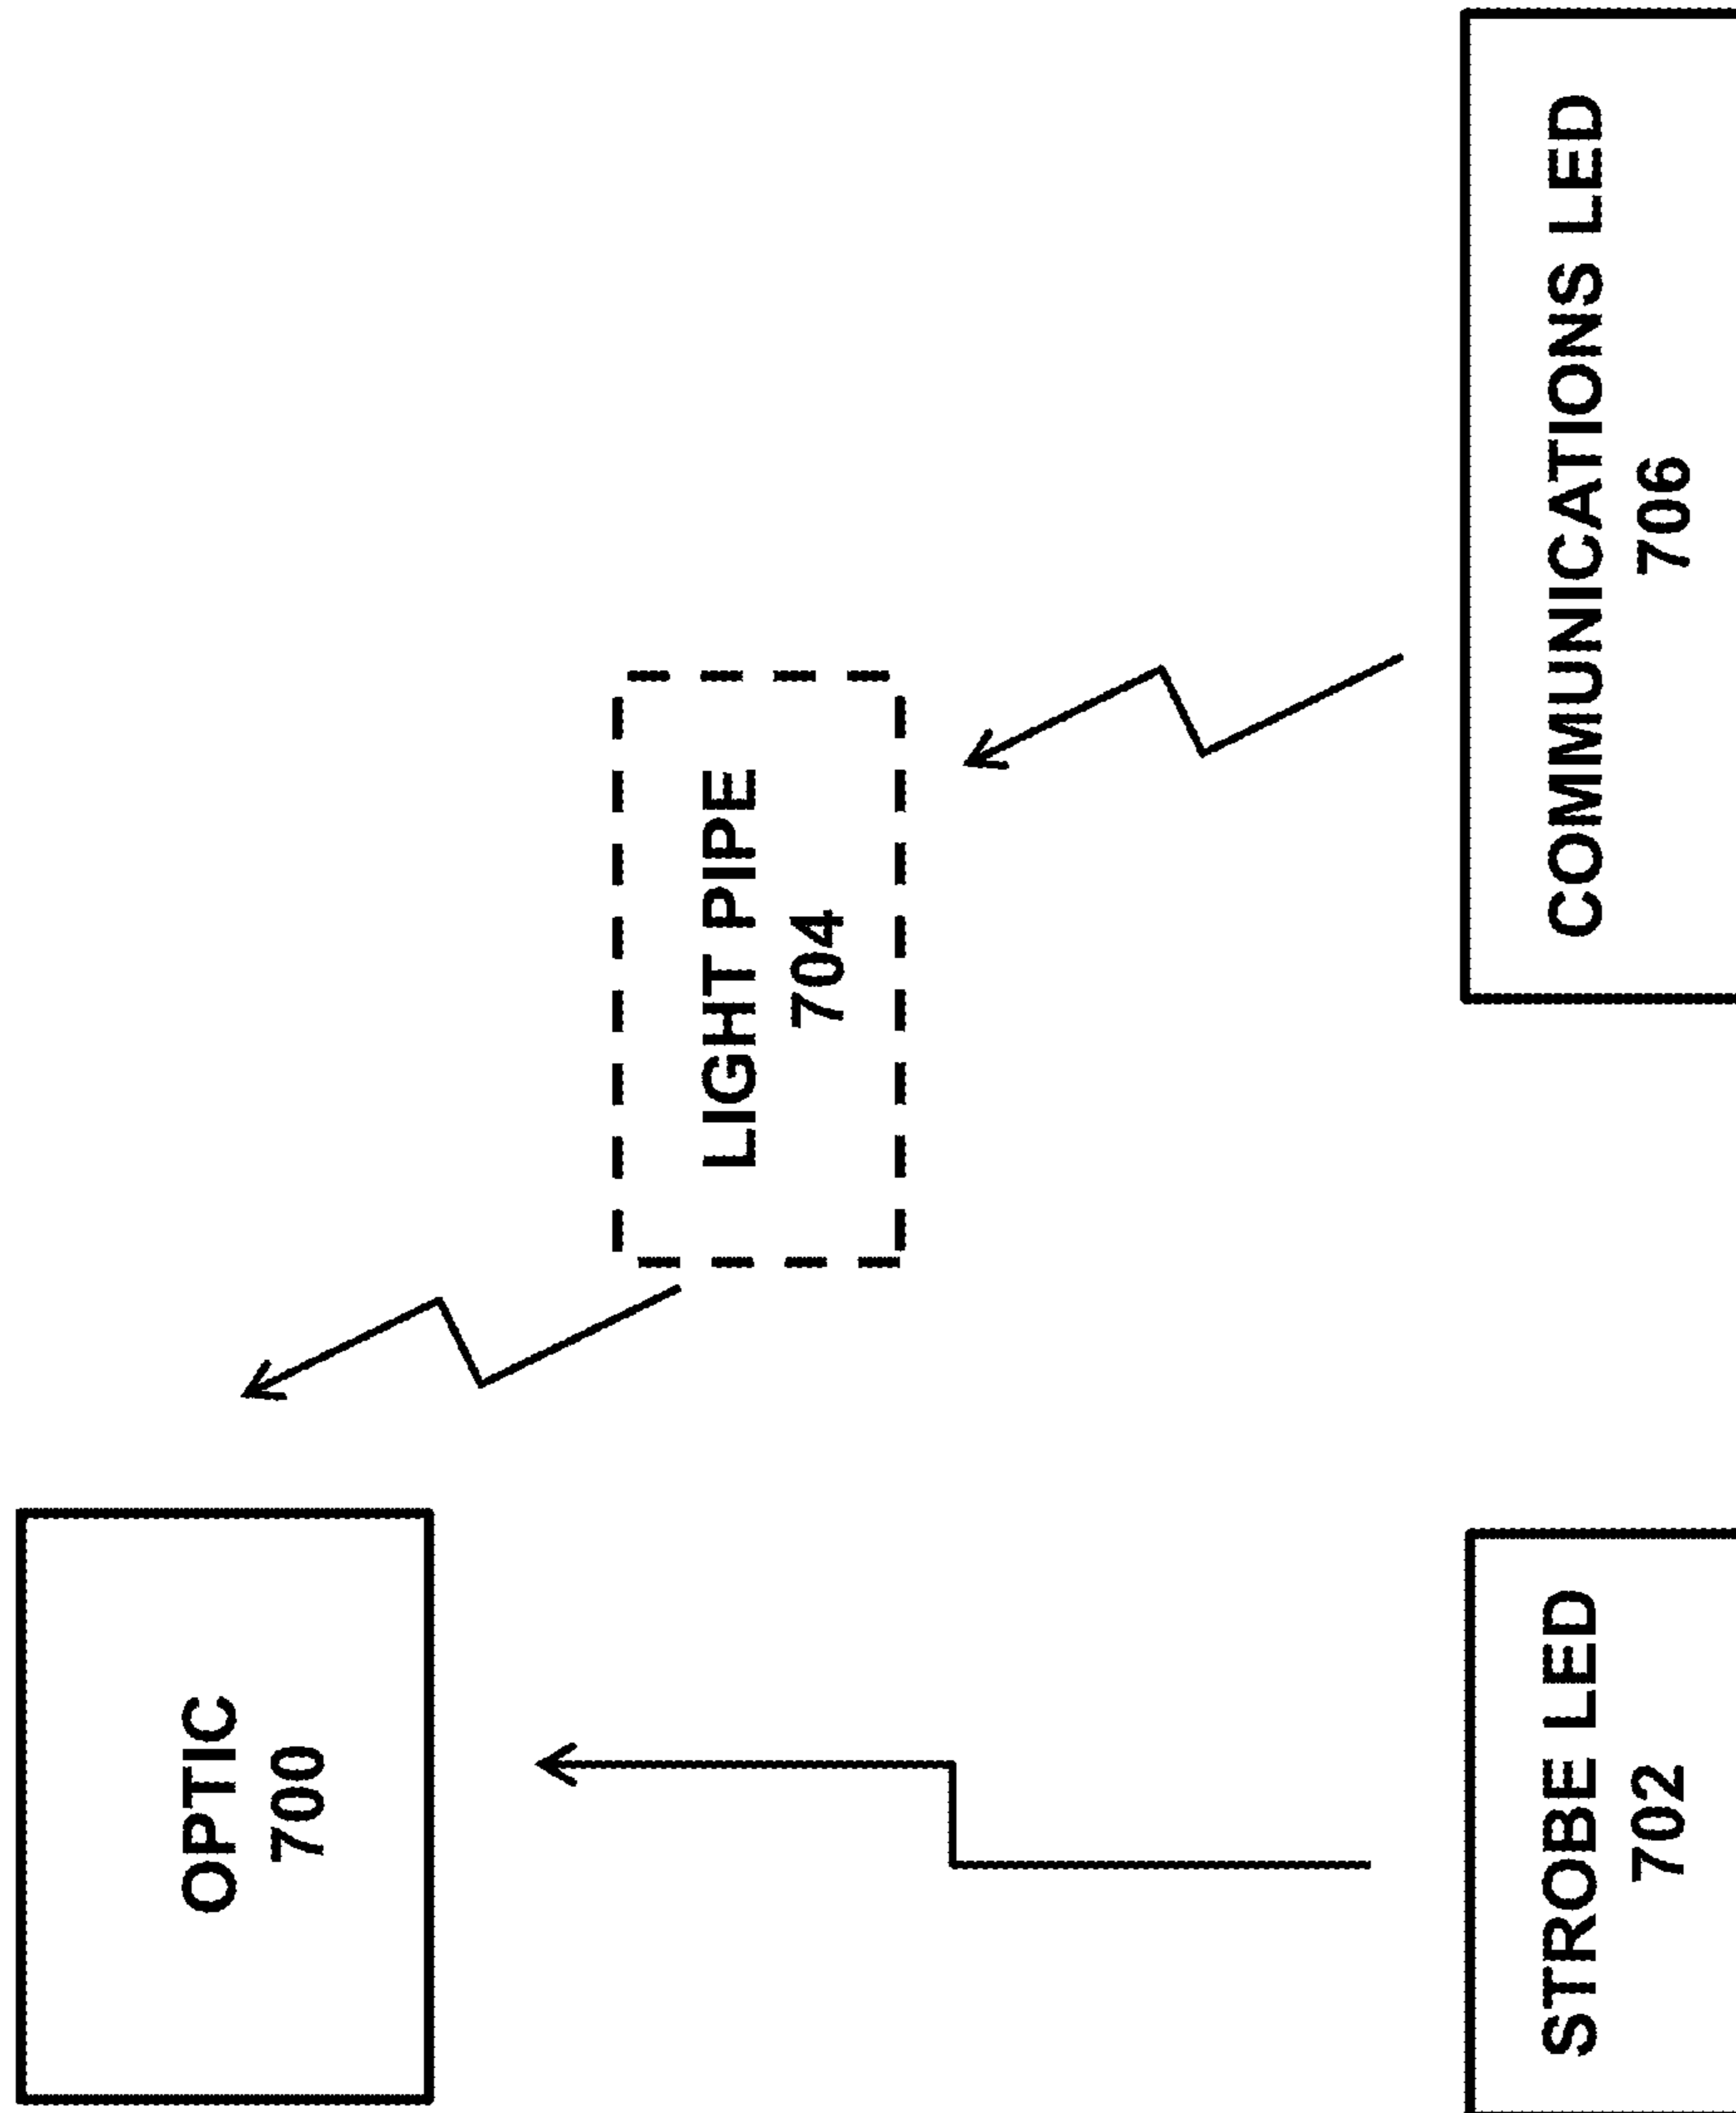 OPTIC
700
LIGHT PIPE
704
STROBE LED
702
COMMUNICATIONS LED
706